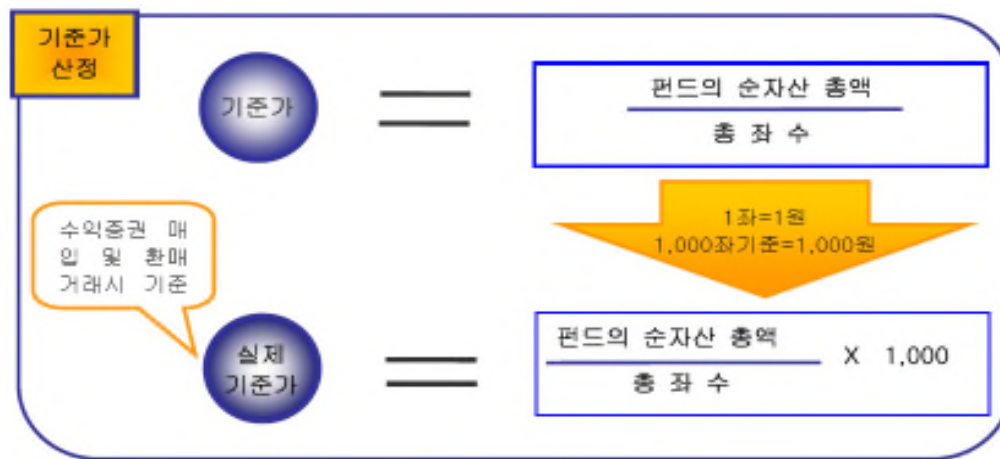 기준가
산정
기준가
펀드의 순자산 총액
총 좌 수
1좌=1원
1,000좌기준=1,000원
수익증권 매
입 및 환매
거래시 기준
실제
기준가
펀드의 순자산 총액
총 좌 수
X 1,000